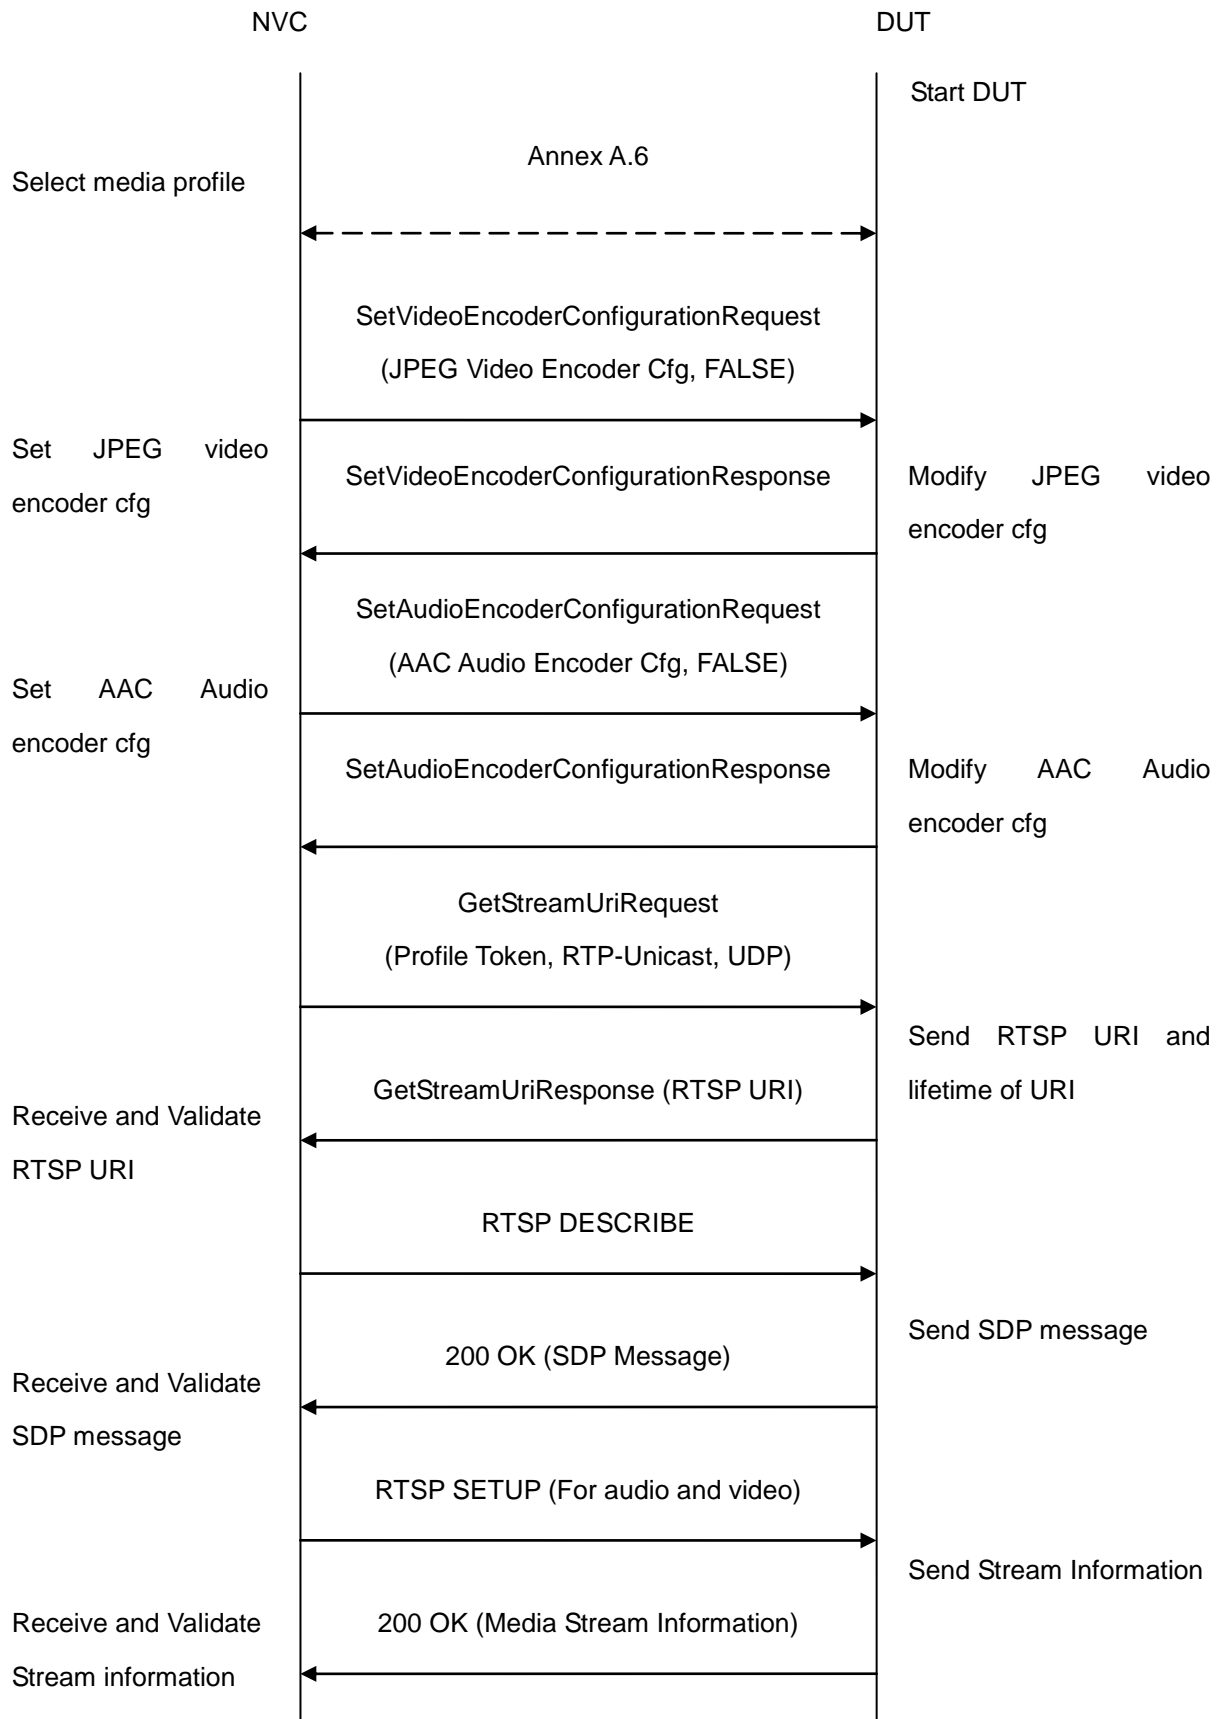 NVC
DUT
Start DUT
Annex A.6
Select media profile
SetVideoEncoderConfigurationRequest
(JPEG Video Encoder Cfg, FALSE)
Set JPEG video
encoder cfg
SetVideoEncoderConfigurationResponse
Modify JPEG video
encoder cfg
SetAudioEncoderConfigurationRequest
(AAC Audio Encoder Cfg, FALSE)
Set AAC Audio
encoder cfg
SetAudioEncoderConfigurationResponse
Modify AAC Audio
encoder cfg
GetStreamUriRequest
(Profile Token, RTP-Unicast, UDP)
Send RTSP URI and
lifetime of URI
GetStreamUriResponse (RTSP URI)
Receive and Validate
RTSP URI
RTSP DESCRIBE
Send SDP message
200 OK (SDP Message)
Receive and Validate
SDP message
RTSP SETUP (For audio and video)
Send Stream Information
200 OK (Media Stream Information)
Receive and Validate
Stream information